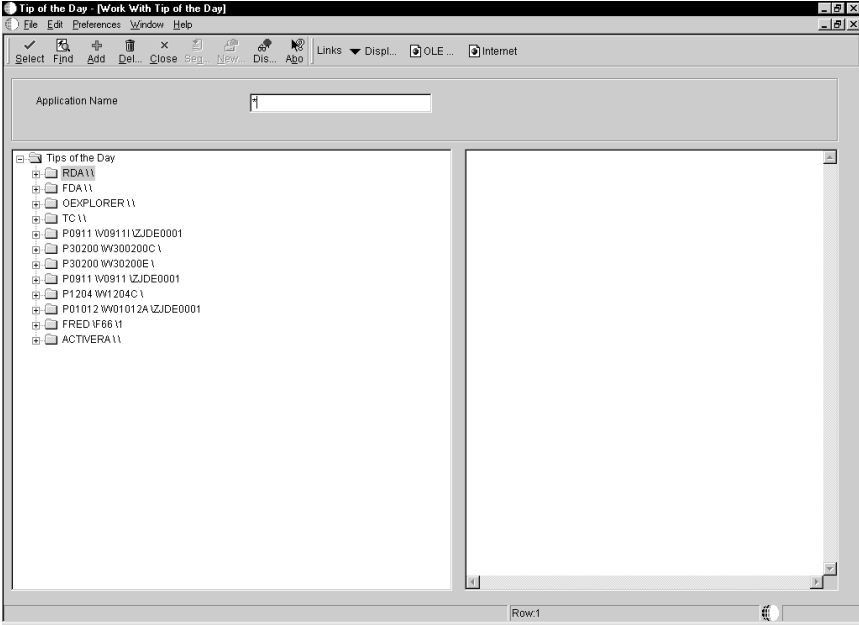 Tip of the Day - [Work With Tip of the Day]
File Edit Preferences Window Help
Select Find Add Del... Close Seq... New... Dis... Abo Links Displ... OLE ... Internet
Application Name *
Tips of the Day
RDA \ \
FDA \ \
OEXPLORER \ \
TC \ \
P0911 \V0911I \ZJDE0001
P30200 \W300200C \
P30200 \W30200E \
P0911 \V0911 \ZJDE0001
P1204 \W1204C \
P01012 \W01012A \ZJDE0001
FRED \F66 \1
ACTIVERA \ \
Row:1